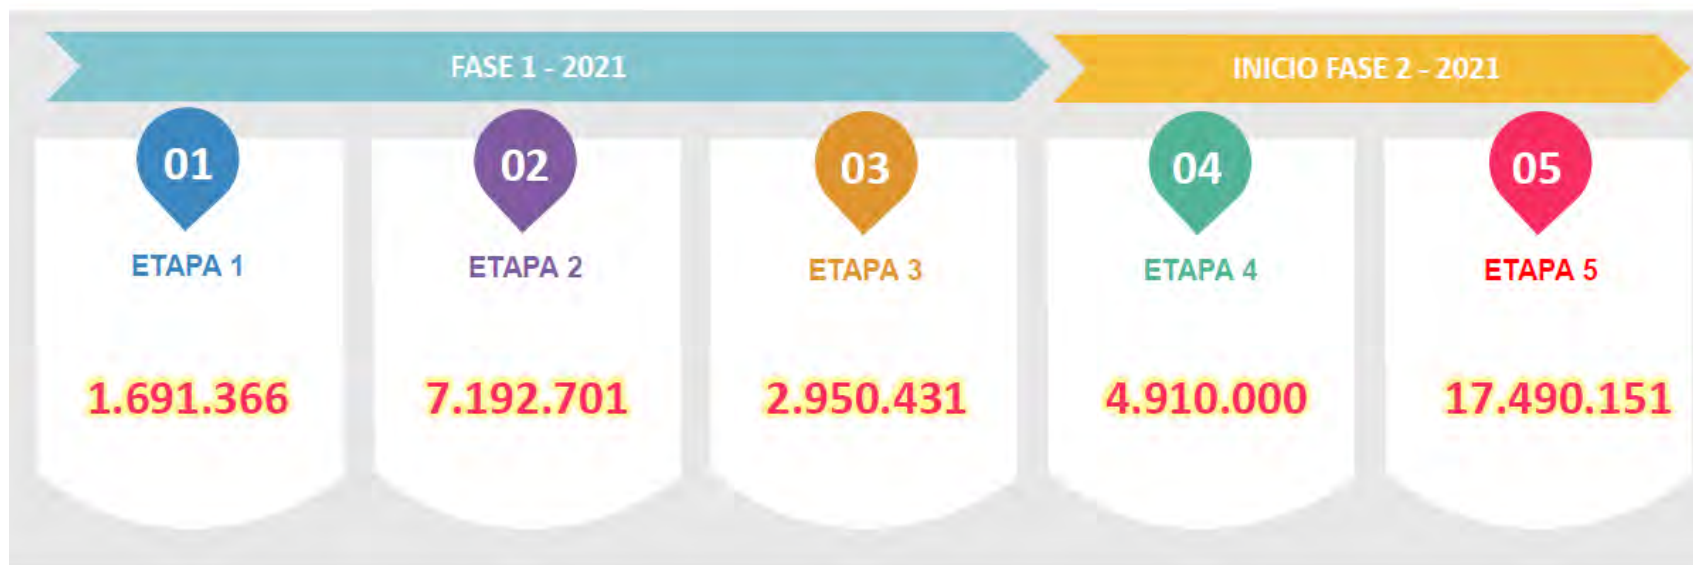 FASE 1 - 2021
INICIO FASE 2 - 2021
01
02
03
04
05
ETAPA 1
ETAPA 2
ETAPA 3
ETAPA 4
ETAPA 5
1.691.366
7.192.701
2.950.431
4.910.000
17.490.151